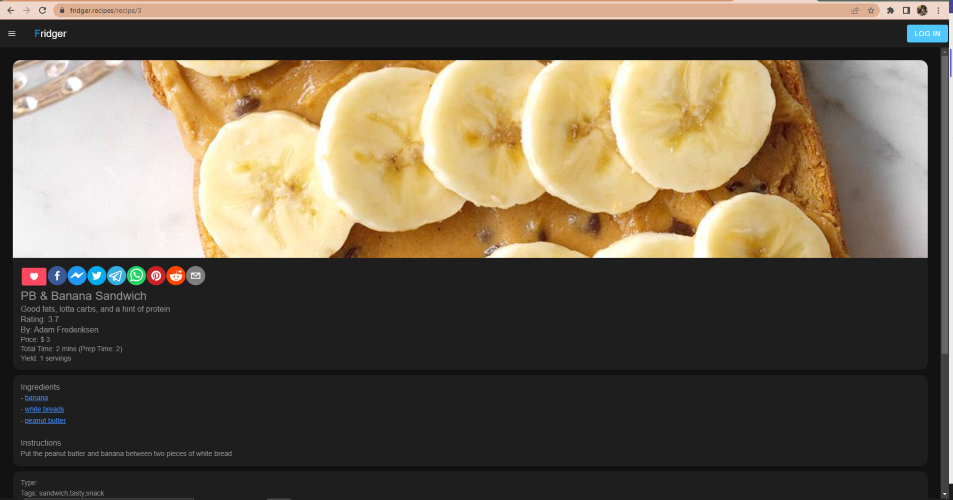 fridger.recipes/recipe/3
Fridger
LOG IN
PB & Banana Sandwich
Good fats, lotta carbs, and a hint of protein
Rating: 3.7
By: Adam Frederiksen
Price: $ 3
Total Time: 2 mins (Prep Time: 2)
Yield: 1 servings
Ingredients
- banana
- white breads
- peanut butter
Instructions
Put the peanut butter and banana between two pieces of white bread
Type:
Tags: sandwich,tasty,snack